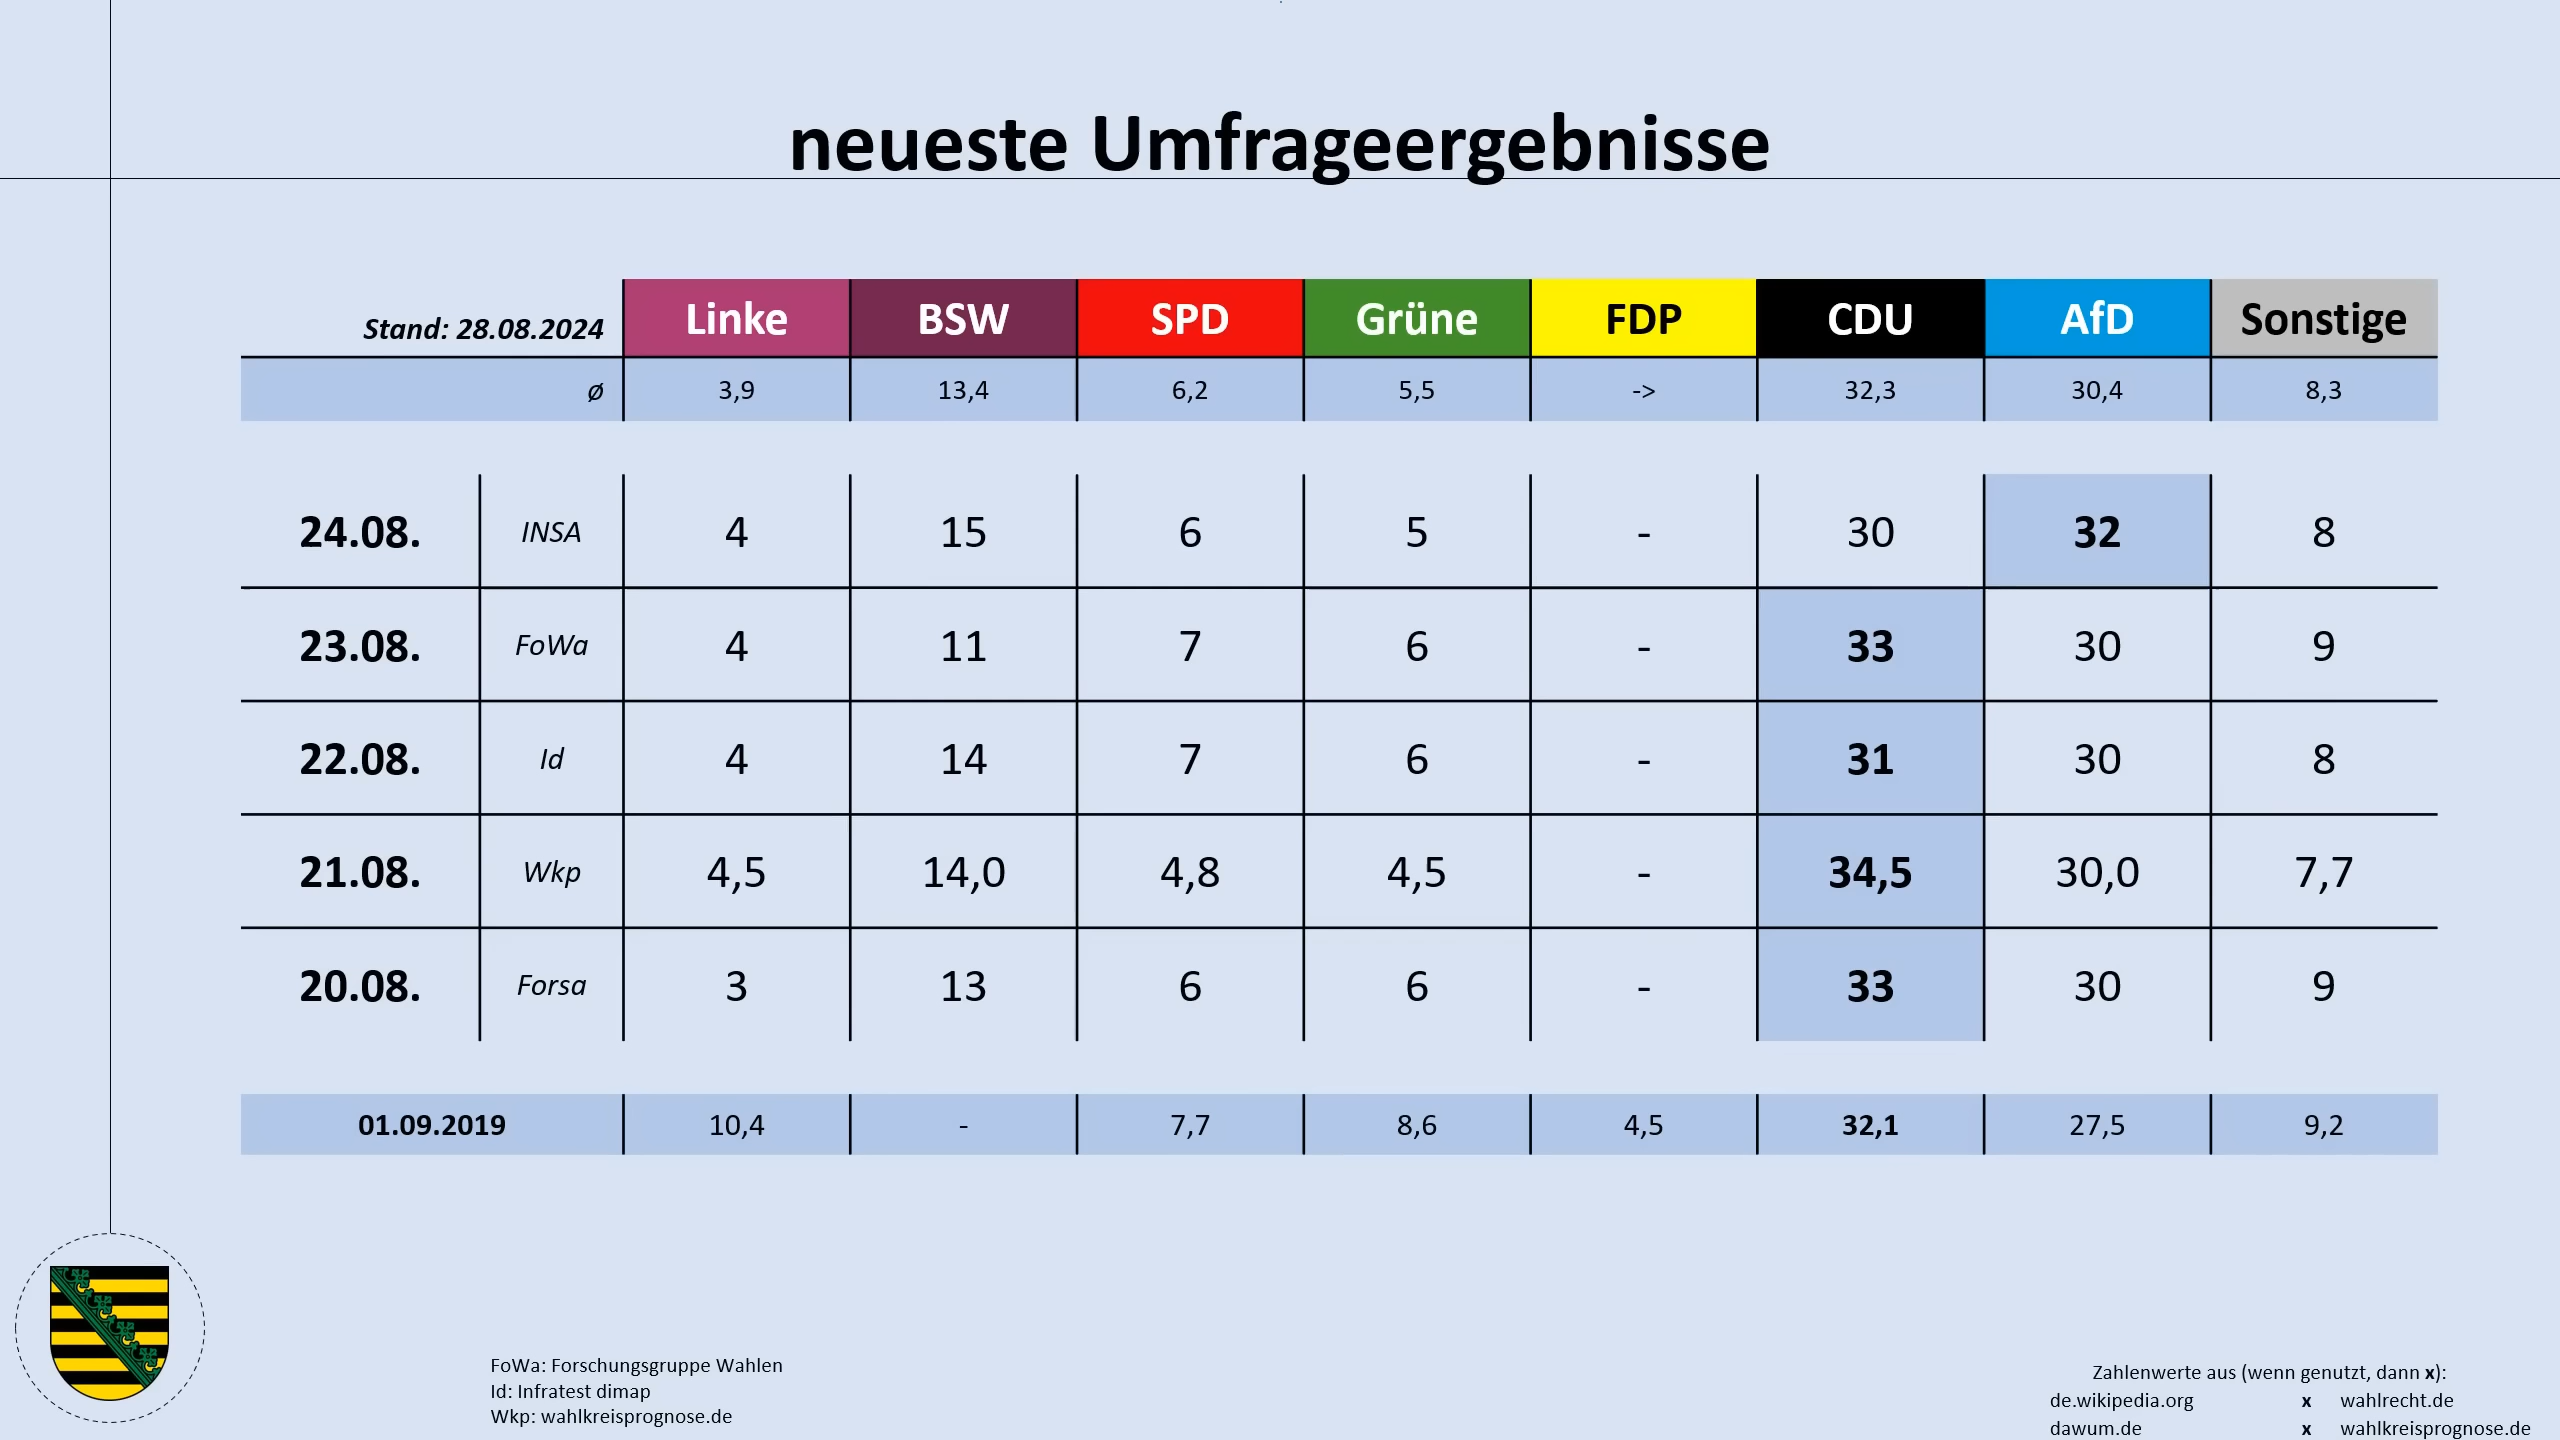 neueste Umfrageergebnisse
Stand: 28.08.2024 Linke BSW SPD Grüne FDP CDU AfD Sonstige
ø 3,9 13,4 6,2 5,5 -> 32,3 30,4 8,3
24.08. INSA 4 15 6 5 - 30 32 8
23.08. FoWa 4 11 7 6 - 33 30 9
22.08. Id 4 14 7 6 - 31 30 8
21.08. Wkp 4,5 14,0 4,8 4,5 - 34,5 30,0 7,7
20.08. Forsa 3 13 6 6 - 33 30 9
01.09.2019 10,4 - 7,7 8,6 4,5 32,1 27,5 9,2
FoWa: Forschungsgruppe Wahlen
Id: Infratest dimap
Wkp: wahlkreisprognose.de
Zahlenwerte aus (wenn genutzt, dann x):
de.wikipedia.org x wahlrecht.de
dawum.de x wahlkreisprognose.de